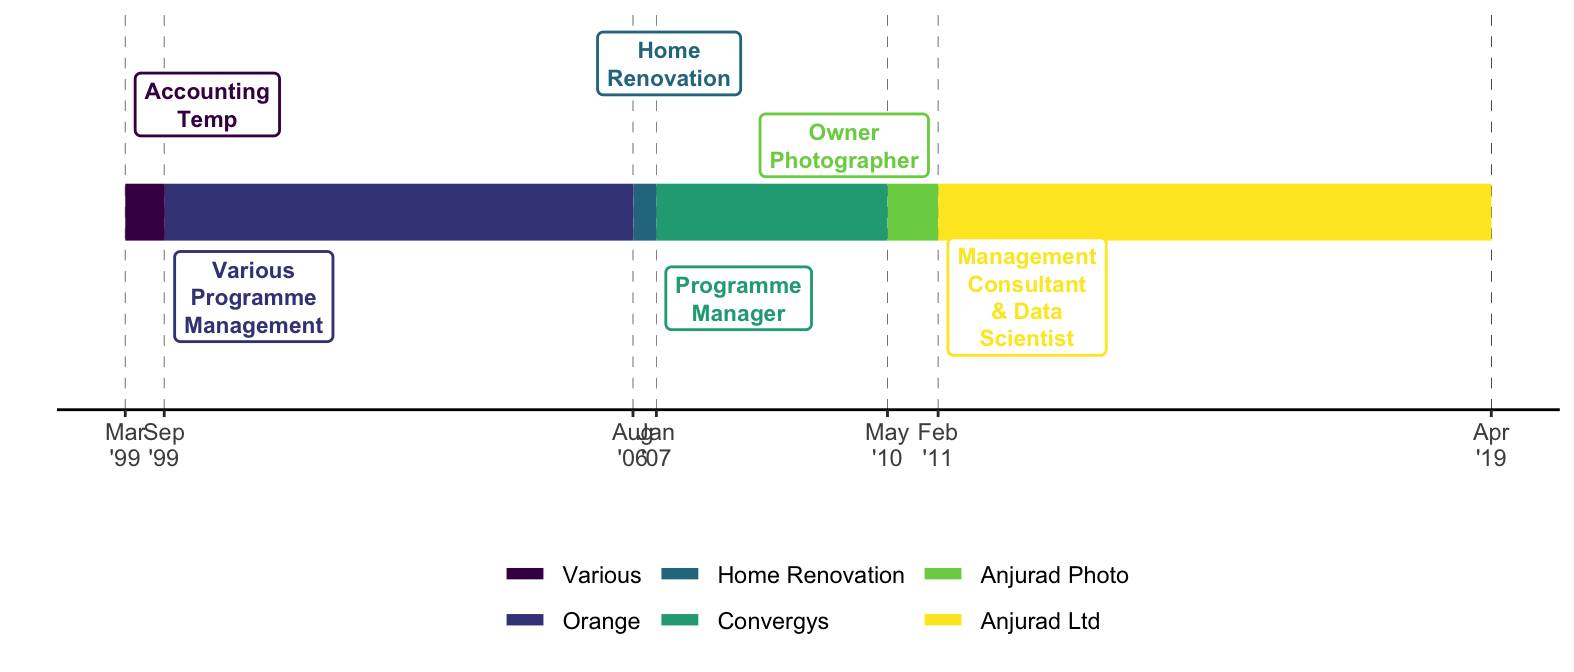 Home
Renovation
Accounting
Temp
Owner
Photographer
Various
Programme
Management
Programme
Manager
Management
Consultant
& Data
Scientist
Mar
'99
Sep
'99
Aug
'06
Jan
'07
May
'10
Feb
'11
Apr
'19
Various
Home Renovation
Anjurad Photo
Orange
Convergys
Anjurad Ltd